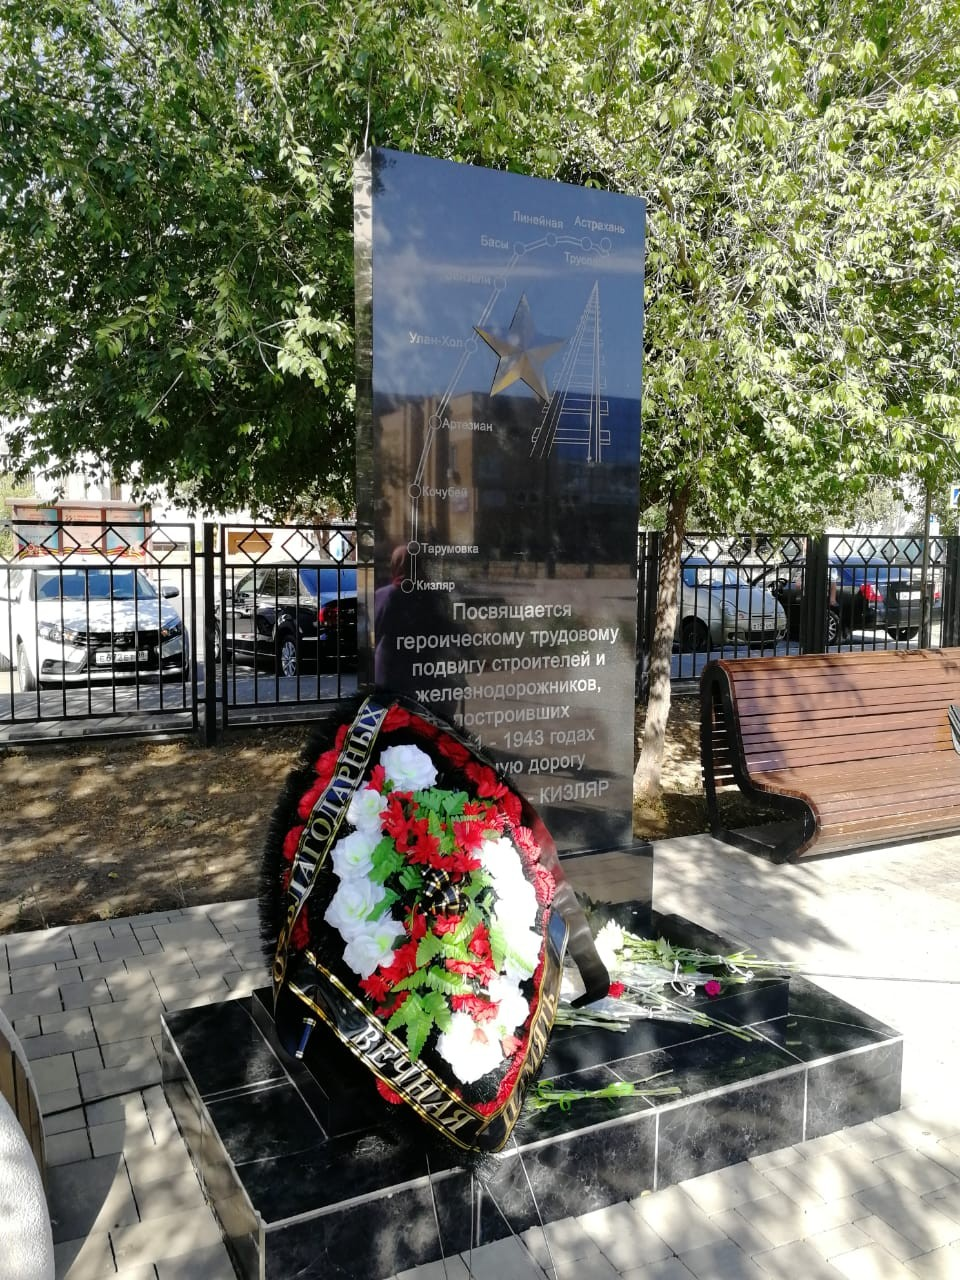 Линейная Астрахань
Басы
Улан-Хол
Артезиан
Кочубей
Тарумовка
Кизляр
Посвящается
героическому трудовому
подвигу строителей и
железнодорожников,
построивших
1 - 1943 годах
дорогу
- КИЗЛЯР
ВЕЧНАЯ